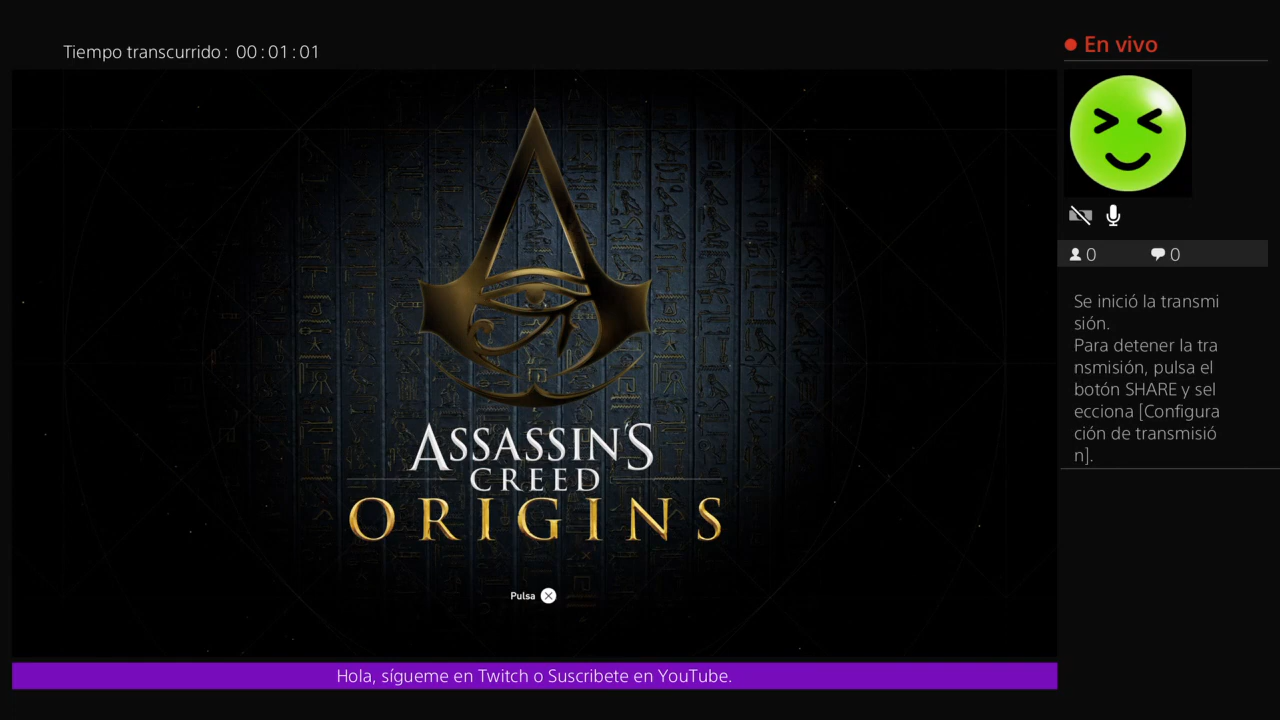 Tiempo transcurrido : 00 : 01 : 01
En vivo
0 0
Se inició la transmi
sión.
Para detener la tra
nsmisión, pulsa el
botón SHARE y sel
ecciona [Configura
ción de transmisió
n].
ASSASSIN'S
CREED
ORIGINS
Pulsa
Hola, sígueme en Twitch o Suscribete en YouTube.